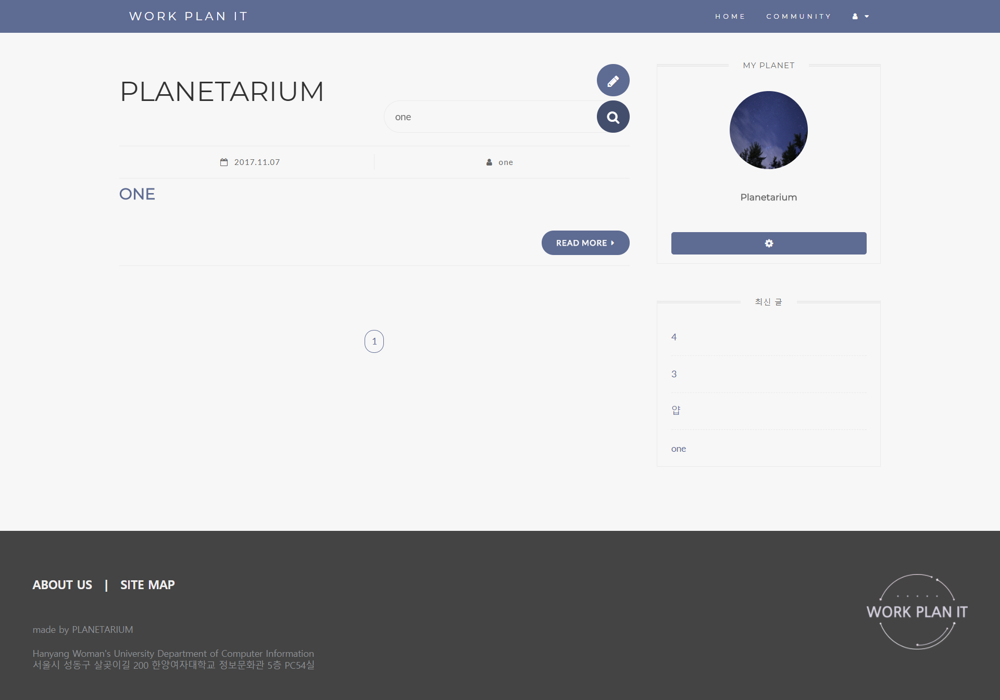 WORK PLAN IT
HOME COMMUNITY
PLANETARIUM
one
2017.11.07
one
ONE
READ MORE
1
MY PLANET
Planetarium
최신 글
4
3
얍
one
ABOUT US | SITE MAP
made by PLANETARIUM
Hanyang Woman's University Department of Computer Information
서울시 성동구 살곶이길 200 한양여자대학교 정보문화관 5층 PC54실
WORK PLAN IT